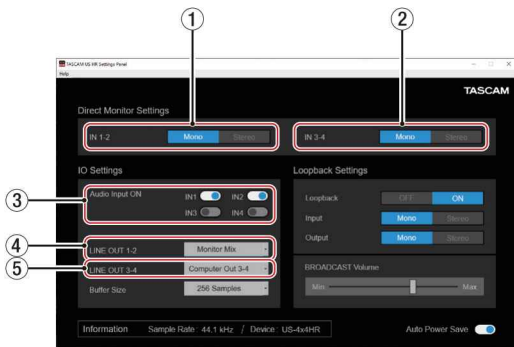 1
2
TASCAM US-HR Settings Panel
Help
TASCAM
Direct Monitor Settings
IN 1-2 Mono Stereo
IN 3-4 Mono Stereo
IO Settings
3
Audio Input ON IN1 IN2
IN3 IN4
4
LINE OUT 1-2 Monitor Mix
5
LINE OUT 3-4 Computer Out 3-4
Buffer Size 256 Samples
Loopback Settings
Loopback OFF ON
Input Mono Stereo
Output Mono Stereo
BROADCAST Volume
Min Max
Information Sample Rate : 44.1 kHz / Device : US-4x4HR
Auto Power Save